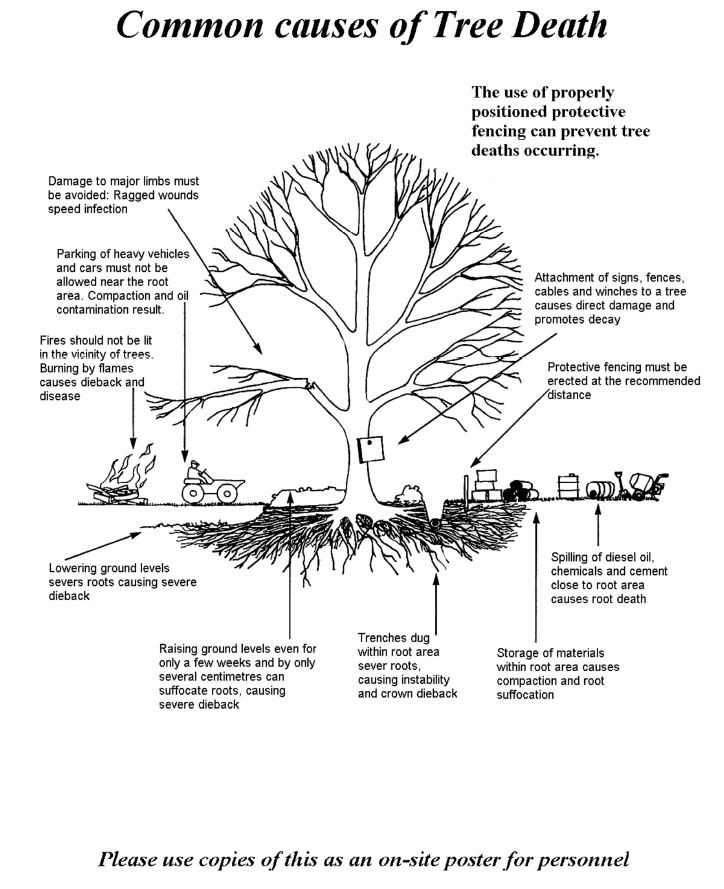 Common causes of Tree Death
The use of properly
positioned protective
fencing can prevent tree
deaths occurring.
Damage to major limbs must
be avoided: Ragged wounds
speed infection
Parking of heavy vehicles
and cars must not be
allowed near the root
area. Compaction and oil
contamination result.
Attachment of signs, fences,
cables and winches to a tree
causes direct damage and
promotes decay
Fires should not be lit
in the vicinity of trees.
Burning by flames
causes dieback and
disease
Protective fencing must be
erected at the recommended
distance
Lowering ground levels
severs roots causing severe
dieback
Spilling of diesel oil,
chemicals and cement
close to root area
causes root death
Raising ground levels even for
only a few weeks and by only
several centimetres can
suffocate roots, causing
severe dieback
Trenches dug
within root area
sever roots,
causing instability
and crown dieback
Storage of materials
within root area causes
compaction and root
suffocation
Please use copies of this as an on-site poster for personnel